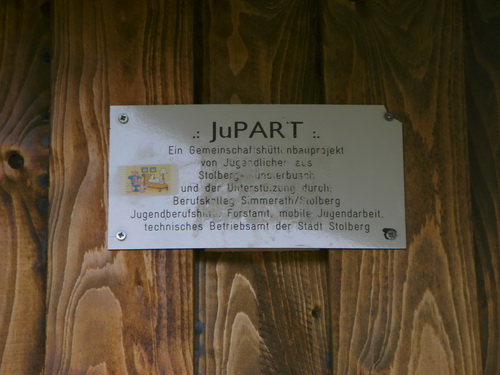 .: JuPART :.
Ein Gemeinschaftshüttenbauprojekt
von Jugendlichen aus
und der Unterstützung durch:
Berufskolleg Simmerath/Stolberg
Jugendberufshilfe, Forstamt, mobile Jugendarbeit,
technisches Betriebsamt der Stadt Stolberg